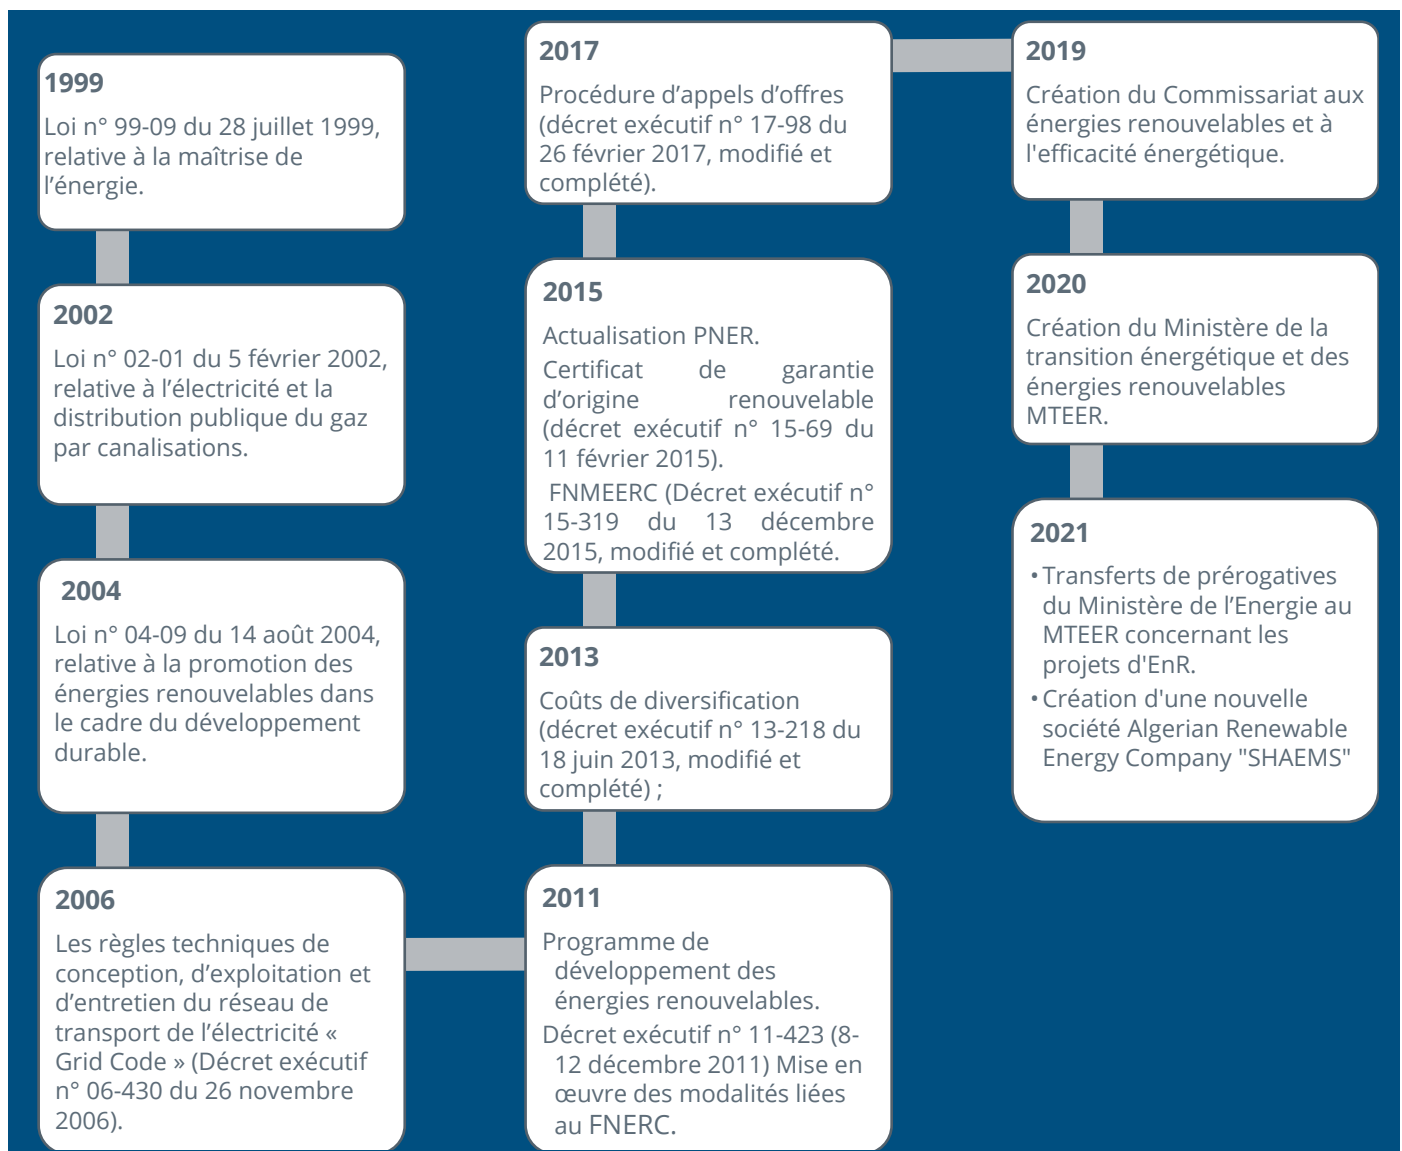 1999
Loi n° 99-09 du 28 juillet 1999,
relative à la maîtrise de
l’énergie.
2002
Loi n° 02-01 du 5 février 2002,
relative à l’électricité et la
distribution publique du gaz
par canalisations.
2004
Loi n° 04-09 du 14 août 2004,
relative à la promotion des
énergies renouvelables dans
le cadre du développement
durable.
2006
Les règles techniques de
conception, d’exploitation et
d’entretien du réseau de
transport de l’électricité «
Grid Code » (Décret exécutif
n° 06-430 du 26 novembre
2006).
2011
Programme de
développement des
énergies renouvelables.
Décret exécutif n° 11-423 (8-
12 décembre 2011) Mise en
œuvre des modalités liées
au FNERC.
2013
Coûts de diversification
(décret exécutif n° 13-218 du
18 juin 2013, modifié et
complété) ;
2015
Actualisation PNER.
Certificat de garantie
d’origine renouvelable
(décret exécutif n° 15-69 du
11 février 2015).
FNMEERC (Décret exécutif n°
15-319 du 13 décembre
2015, modifié et complété.
2017
Procédure d’appels d’offres
(décret exécutif n° 17-98 du
26 février 2017, modifié et
complété).
2019
Création du Commissariat aux
énergies renouvelables et à
l'efficacité énergétique.
2020
Création du Ministère de la
transition énergétique et des
énergies renouvelables
MTEER.
2021
• Transferts de prérogatives
du Ministère de l’Energie au
MTEER concernant les
projets d'EnR.
• Création d'une nouvelle
société Algerian Renewable
Energy Company "SHAEMS"